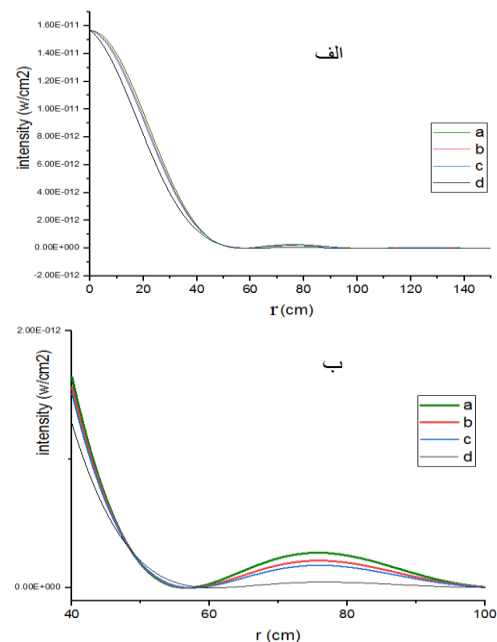 الف
intensity (w/cm2)
1.60E-011
1.40E-011
1.20E-011
1.00E-011
8.00E-012
6.00E-012
4.00E-012
2.00E-012
0.00E+000
-2.00E-012
0 20 40 60 80 100 120 140
r (cm)
a
b
c
d
ب
intensity (w/cm2)
2.00E-012
0.00E+000
40 60 80 100
r (cm)
a
b
c
d